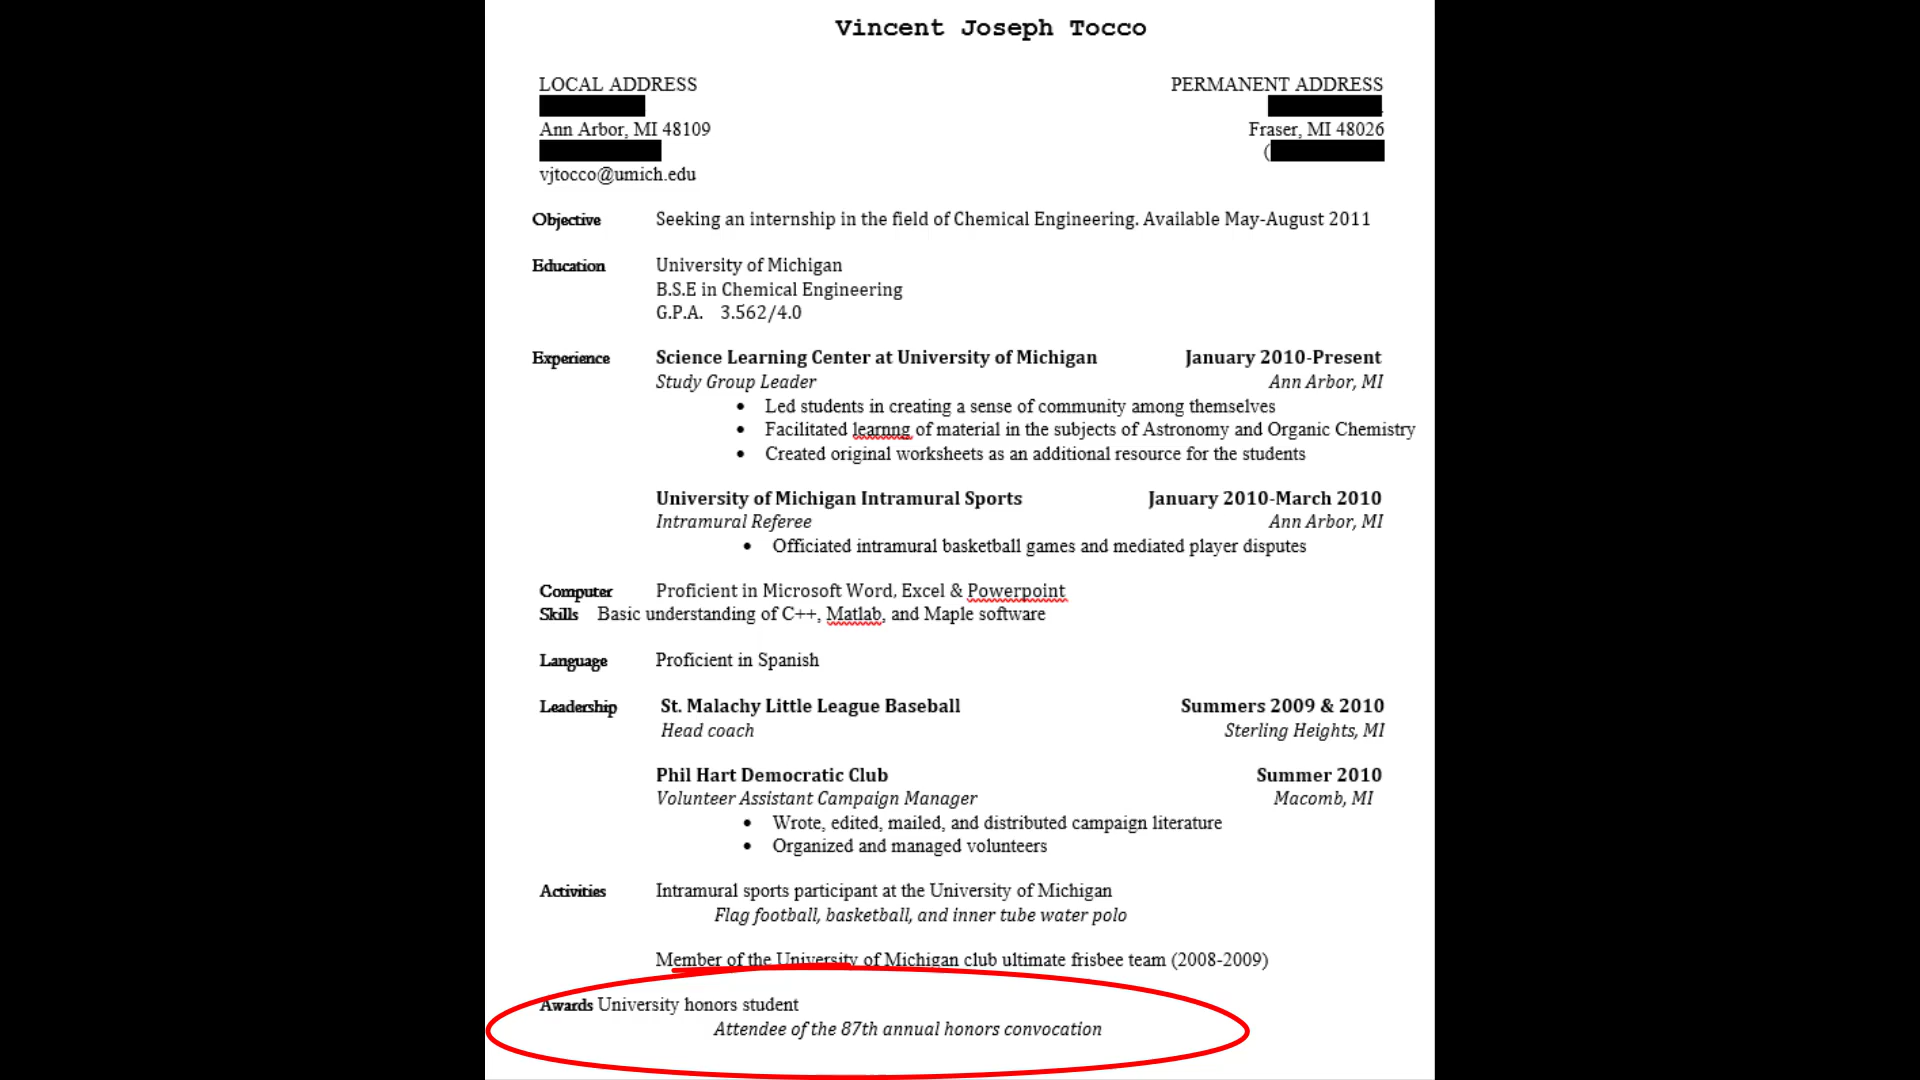 Vincent Joseph Tocco
LOCAL ADDRESS PERMANENT ADDRESS
Ann Arbor, MI 48109 Fraser, MI 48026
(
vjtocco@umich.edu
Objective Seeking an internship in the field of Chemical Engineering. Available May-August 2011
Education University of Michigan
B.S.E in Chemical Engineering
G.P.A. 3.562/4.0
Experience Science Learning Center at University of Michigan January 2010-Present
Study Group Leader Ann Arbor, MI
• Led students in creating a sense of community among themselves
• Facilitated learnng of material in the subjects of Astronomy and Organic Chemistry
• Created original worksheets as an additional resource for the students
University of Michigan Intramural Sports January 2010-March 2010
Intramural Referee Ann Arbor, MI
• Officiated intramural basketball games and mediated player disputes
Computer Proficient in Microsoft Word, Excel & Powerpoint
Skills Basic understanding of C++, Matlab, and Maple software
Language Proficient in Spanish
Leadership St. Malachy Little League Baseball Summers 2009 & 2010
Head coach Sterling Heights, MI
Phil Hart Democratic Club Summer 2010
Volunteer Assistant Campaign Manager Macomb, MI
• Wrote, edited, mailed, and distributed campaign literature
• Organized and managed volunteers
Activities Intramural sports participant at the University of Michigan
Flag football, basketball, and inner tube water polo
Member of the University of Michigan club ultimate frisbee team (2008-2009)
Awards University honors student
Attendee of the 87th annual honors convocation